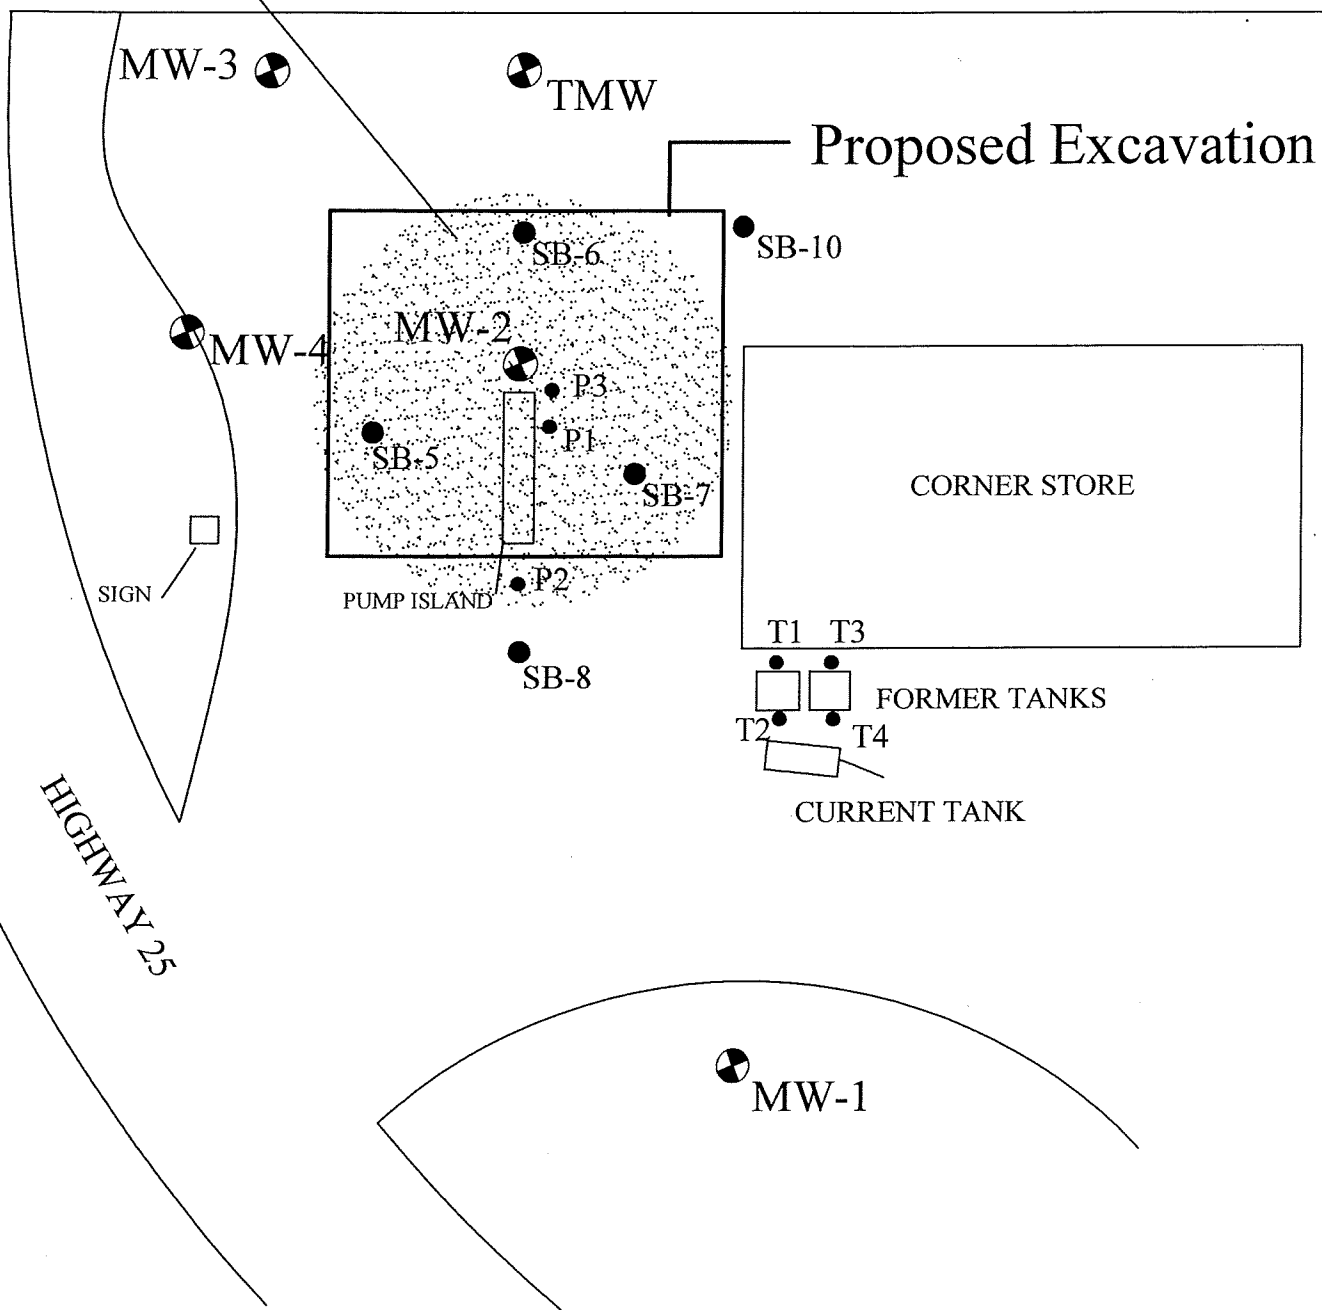 MW-3
TMW
Proposed Excavation
SB-6
SB-10
MW-2
MW-4
P3
P1
SB-5
SB-7
CORNER STORE
SIGN
PUMP ISLAND
P2
T1
T3
SB-8
FORMER TANKS
T2
T4
CURRENT TANK
HIGHWAY 25
MW-1